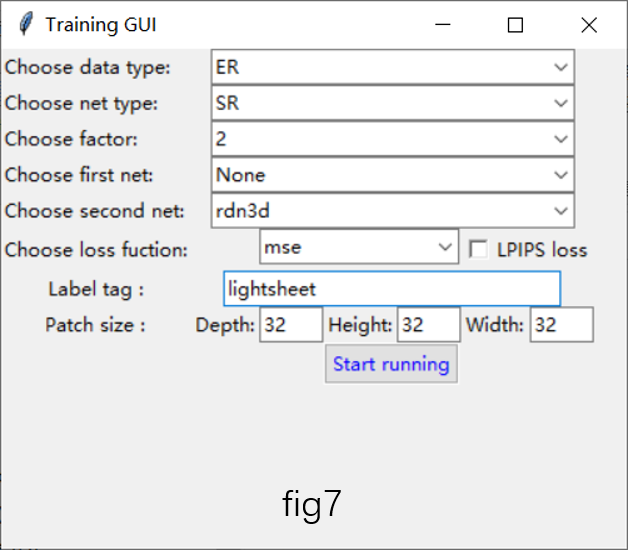 Training GUI
Choose data type: ER
Choose net type: SR
Choose factor: 2
Choose first net: None
Choose second net: rdn3d
Choose loss fuction: mse LPIPS loss
Label tag : lightsheet
Patch size : Depth: 32 Height: 32 Width: 32
Start running
fig7